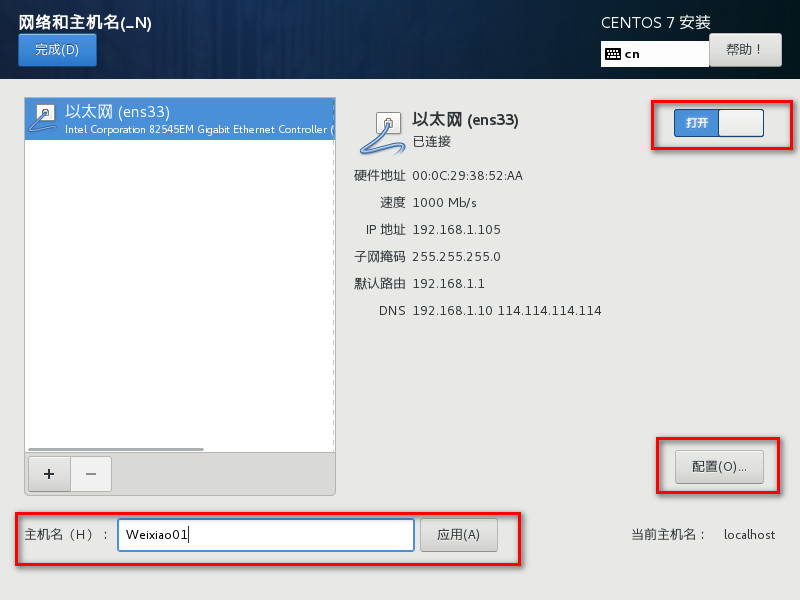 网络和主机名(_N)
CENTOS 7 安装
完成(D)
cn
帮助！
以太网 (ens33)
Intel Corporation 82545EM Gigabit Ethernet Controller (
以太网 (ens33)
已连接
打开
硬件地址 00:0C:29:38:52:AA
速度 1000 Mb/s
IP 地址 192.168.1.105
子网掩码 255.255.255.0
默认路由 192.168.1.1
DNS 192.168.1.10 114.114.114.114
+
−
配置(O)...
主机名（H）： Weixiao01 应用(A)
当前主机名： localhost